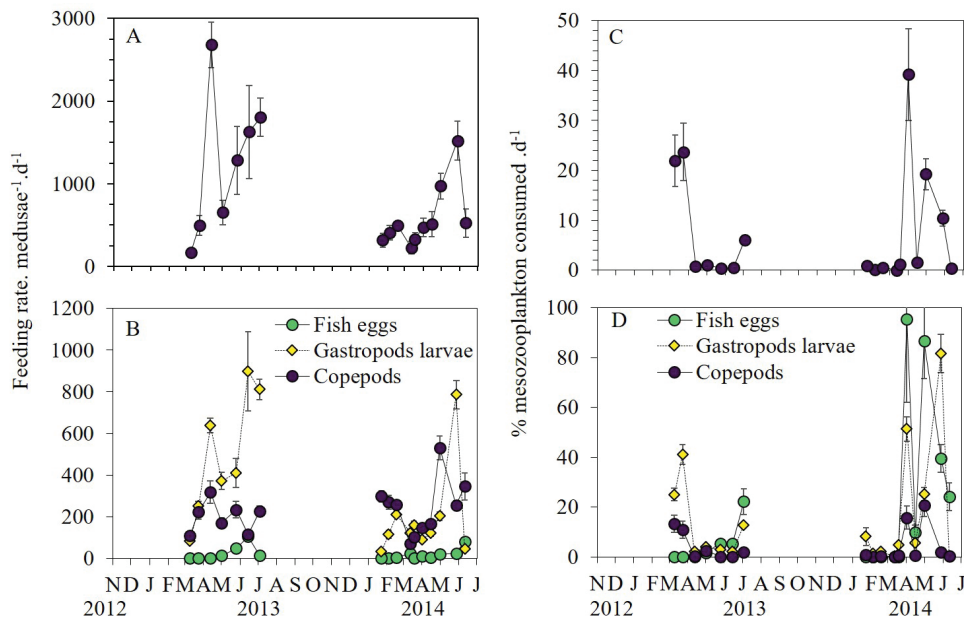 A
3000
2000
1000
0
Feeding rate. medusae-1.d-1
N D J F M A M J J A S O N D J F M A M J J
B
1200
1000
800
600
400
200
0
Fish eggs
Gastropods larvae
Copepods
N D J F M A M J J A S O N D J F M A M J J
2012 2013 2014
C
50
40
30
20
10
0
% mesozooplankton consumed .d-1
N D J F M A M J J A S O N D J F M A M J J
D
100
80
60
40
20
0
Fish eggs
Gastropods larvae
Copepods
N D J F M A M J J A S O N D J F M A M J J
2012 2013 2014